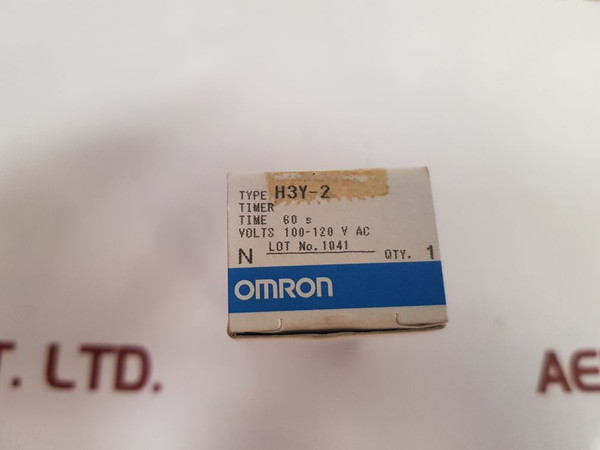 TYPE H3Y-2
TIMER
TIME 60 s
VOLTS 100-120 V AC
N LOT No. 1041 QTY. 1
OMRON
T. LTD.
AE